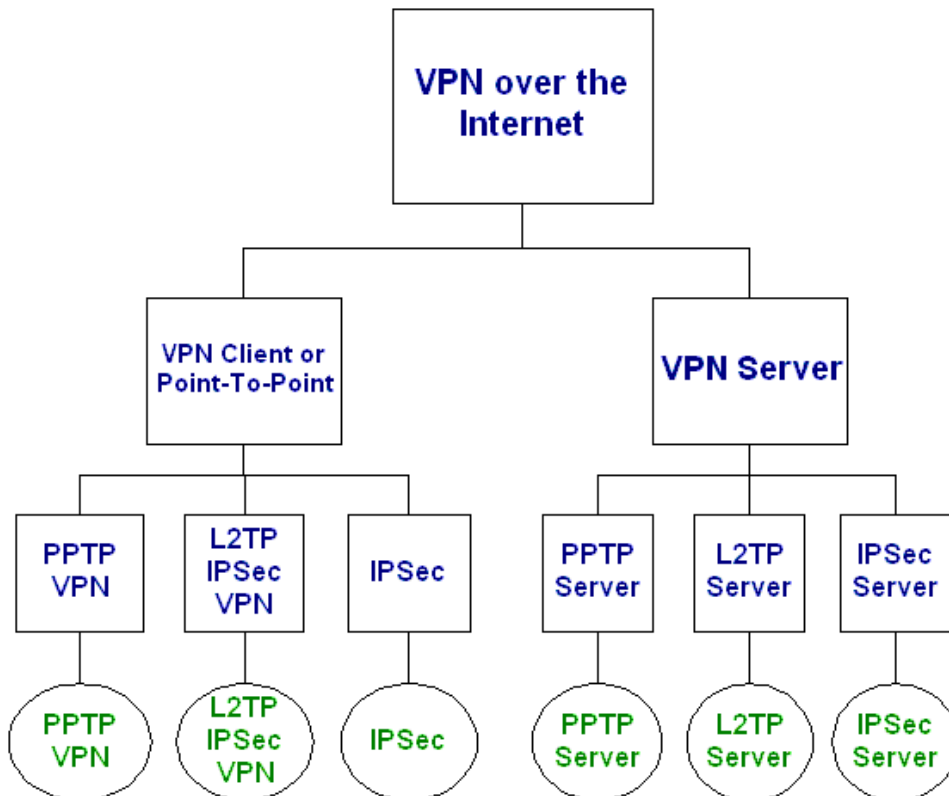 VPN over the
Internet
VPN Client or
Point-To-Point
VPN Server
PPTP
VPN
L2TP
IPSec
VPN
IPSec
PPTP
Server
L2TP
Server
IPSec
Server
PPTP
VPN
L2TP
IPSec
VPN
IPSec
PPTP
Server
L2TP
Server
IPSec
Server